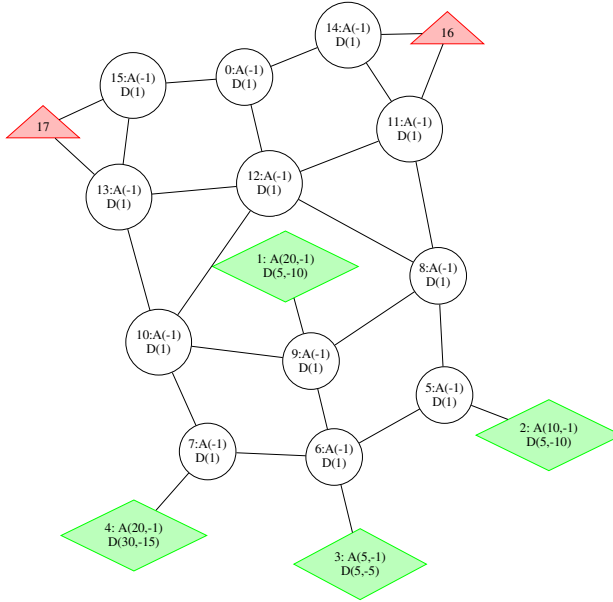 14:A(-1)
D(1)
16
15:A(-1)
D(1)
0:A(-1)
D(1)
17
11:A(-1)
D(1)
13:A(-1)
D(1)
12:A(-1)
D(1)
1: A(20,-1)
D(5,-10)
8:A(-1)
D(1)
10:A(-1)
D(1)
9:A(-1)
D(1)
5:A(-1)
D(1)
2: A(10,-1)
D(5,-10)
7:A(-1)
D(1)
6:A(-1)
D(1)
4: A(20,-1)
D(30,-15)
3: A(5,-1)
D(5,-5)